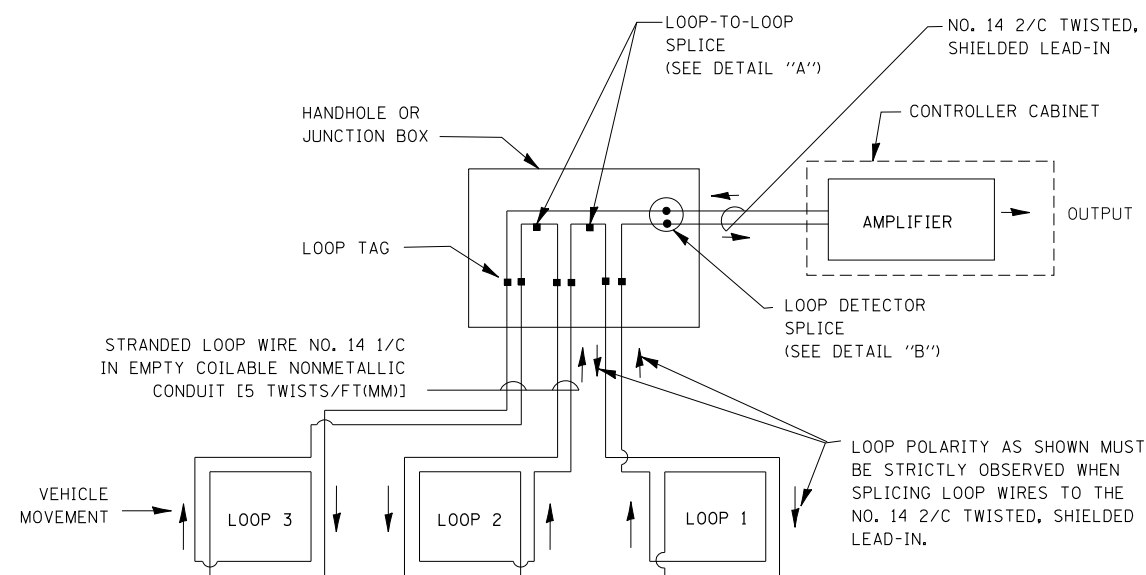 LOOP-TO-LOOP
SPLICE
(SEE DETAIL "A")
NO. 14 2/C TWISTED,
SHIELDED LEAD-IN
HANDHOLE OR
JUNCTION BOX
CONTROLLER CABINET
AMPLIFIER
OUTPUT
LOOP TAG
LOOP DETECTOR
SPLICE
(SEE DETAIL "B")
STRANDED LOOP WIRE NO. 14 1/C
IN EMPTY COILABLE NONMETALLIC
CONDUIT [5 TWISTS/FT(MM)]
LOOP POLARITY AS SHOWN MUST
BE STRICTLY OBSERVED WHEN
SPLICING LOOP WIRES TO THE
NO. 14 2/C TWISTED, SHIELDED
LEAD-IN.
VEHICLE
MOVEMENT
LOOP 3
LOOP 2
LOOP 1